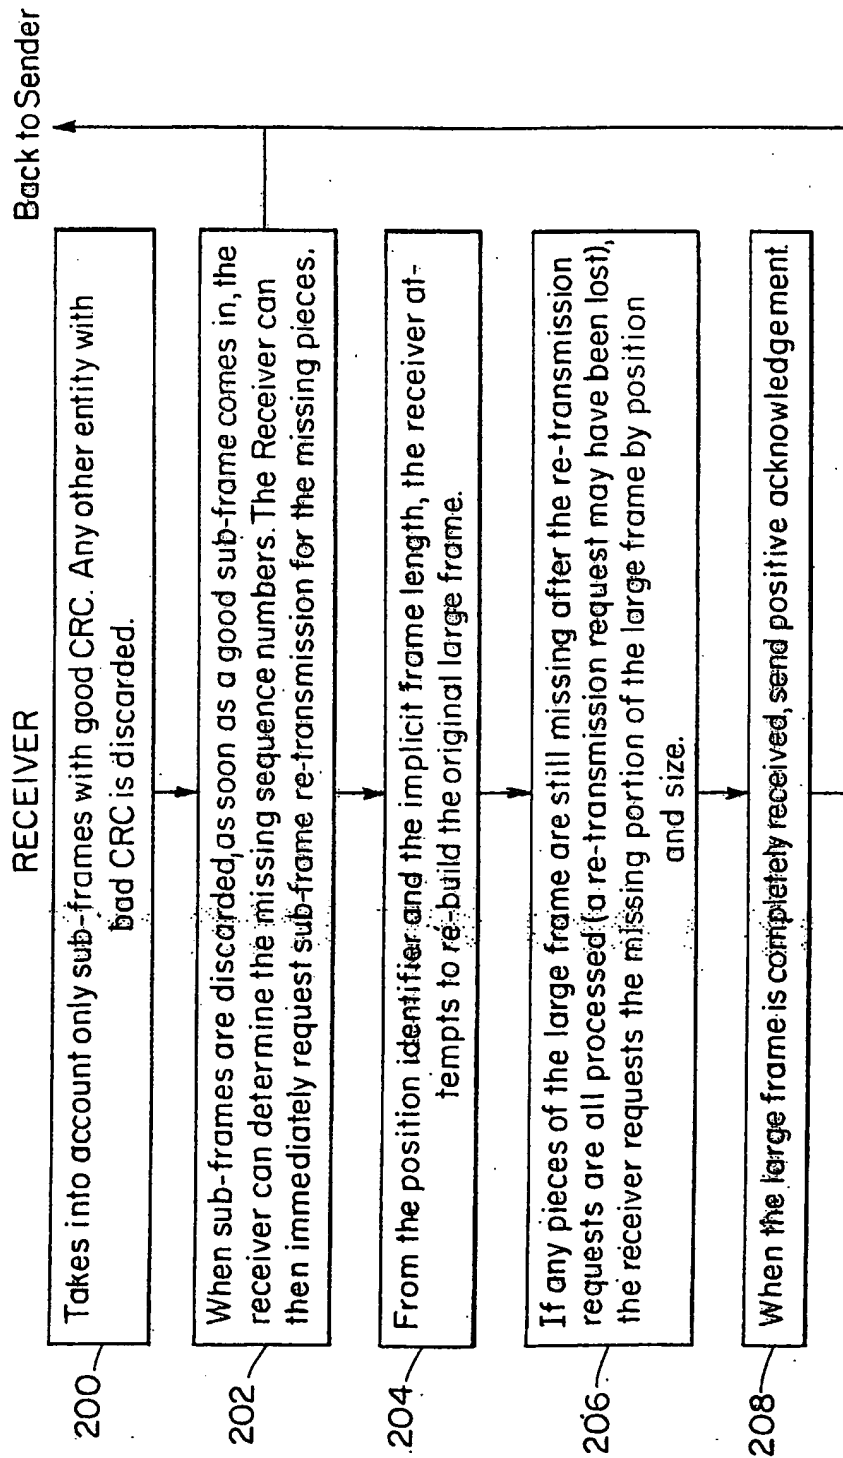 RECEIVER
Back to Sender
200
Takes into account only sub-frames with good CRC. Any other entity with
bad CRC is discarded.
202
When sub-frames are discarded, as soon as a good sub-frame comes in, the
receiver can determine the missing sequence numbers. The Receiver can
then immediately request sub-frame re-transmission for the missing pieces.
204
From the position identifier and the implicit frame length, the receiver at-
tempts to re-build the original large frame.
206
If any pieces of the large frame are still missing after the re-transmission
requests are all processed (a re-transmission request may have been lost),
the receiver requests the missing portion of the large frame by position
and size.
208
When the large frame is completely received, send positive acknowledgement.